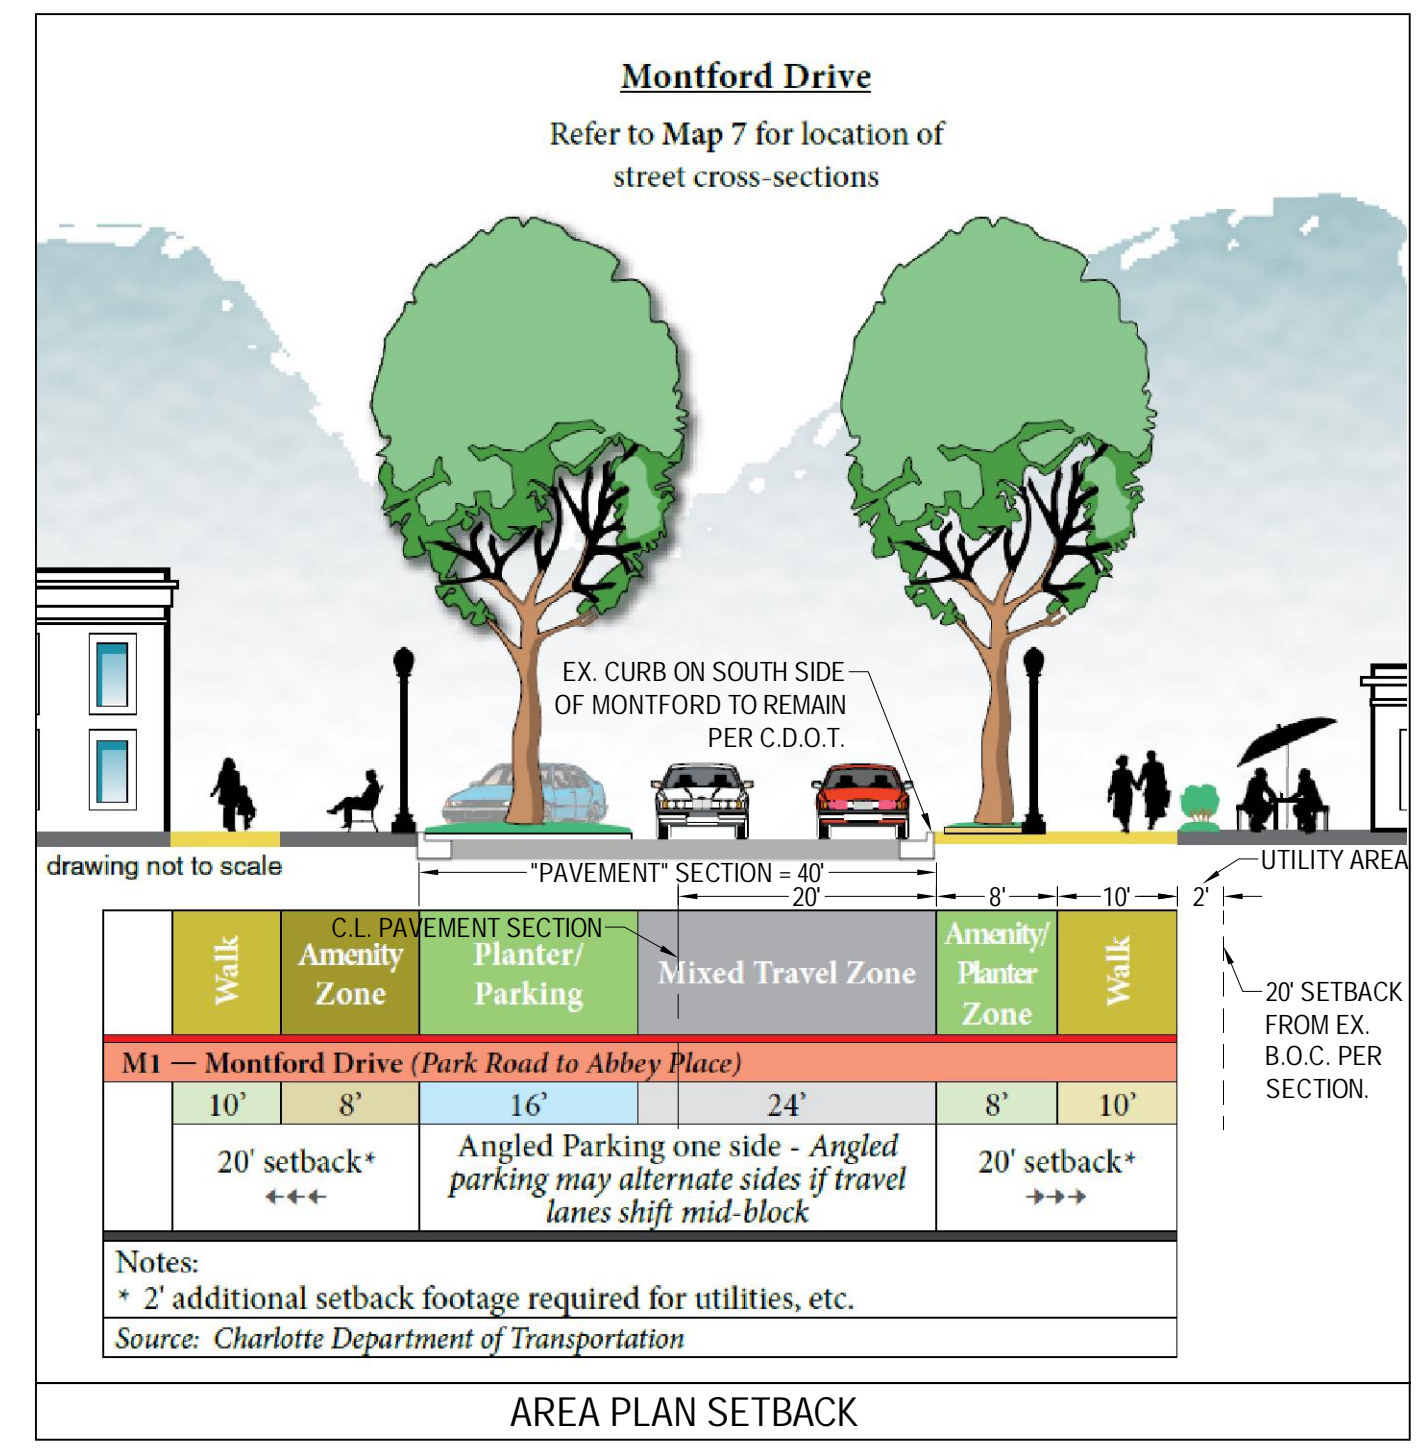 Montford Drive
Refer to Map 7 for location of
street cross-sections
EX. CURB ON SOUTH SIDE
OF MONTFORD TO REMAIN
PER C.D.O.T.
drawing not to scale
"PAVEMENT" SECTION = 40'
UTILITY AREA
20'
8'
10'
2'
C.L. PAVEMENT SECTION
Walk
Amenity
Zone
Planter/
Parking
Mixed Travel Zone
Amenity/
Planter
Zone
Walk
20' SETBACK
FROM EX.
B.O.C. PER
SECTION.
M1 — Montford Drive (Park Road to Abbey Place)
10’ 8’ 16’ 24’ 8’ 10’
20' setback*
Angled Parking one side - Angled
parking may alternate sides if travel
lanes shift mid-block
20' setback*
Notes:
* 2' additional setback footage required for utilities, etc.
Source: Charlotte Department of Transportation
AREA PLAN SETBACK